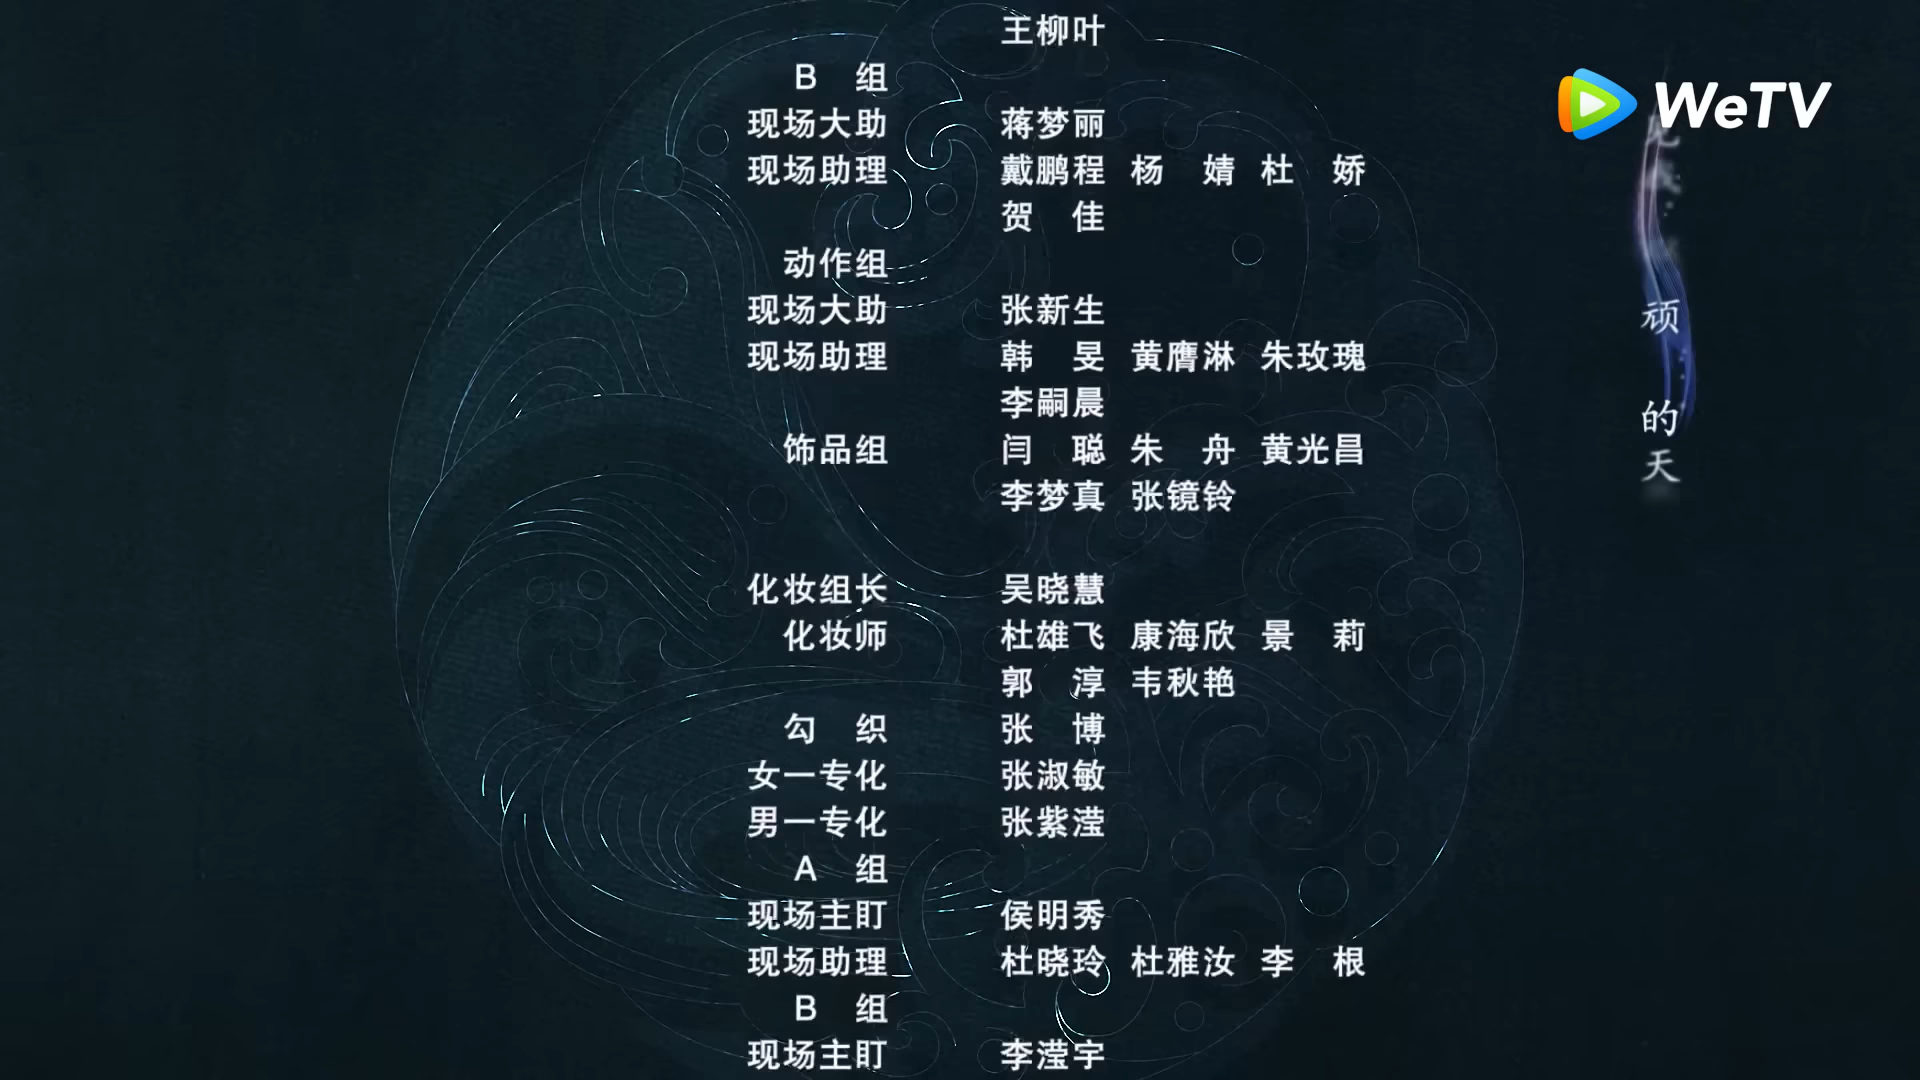 王柳叶
B 组
现场大助 蒋梦丽
现场助理 戴鹏程 杨 婧 杜 娇
贺 佳
动作组
现场大助 张新生
现场助理 韩 旻 黄膺淋 朱玫瑰
李嗣晨
饰品组 闫 聪 朱 舟 黄光昌
李梦真 张镜铃
化妆组长 吴晓慧
化妆师 杜雄飞 康海欣 景 莉
郭 淳 韦秋艳
勾 织 张 博
女一专化 张淑敏
男一专化 张紫滢
A 组
现场主盯 侯明秀
现场助理 杜晓玲 杜雅汝 李 根
B 组
现场主盯 李滢宇
WeTV
顽
的
天